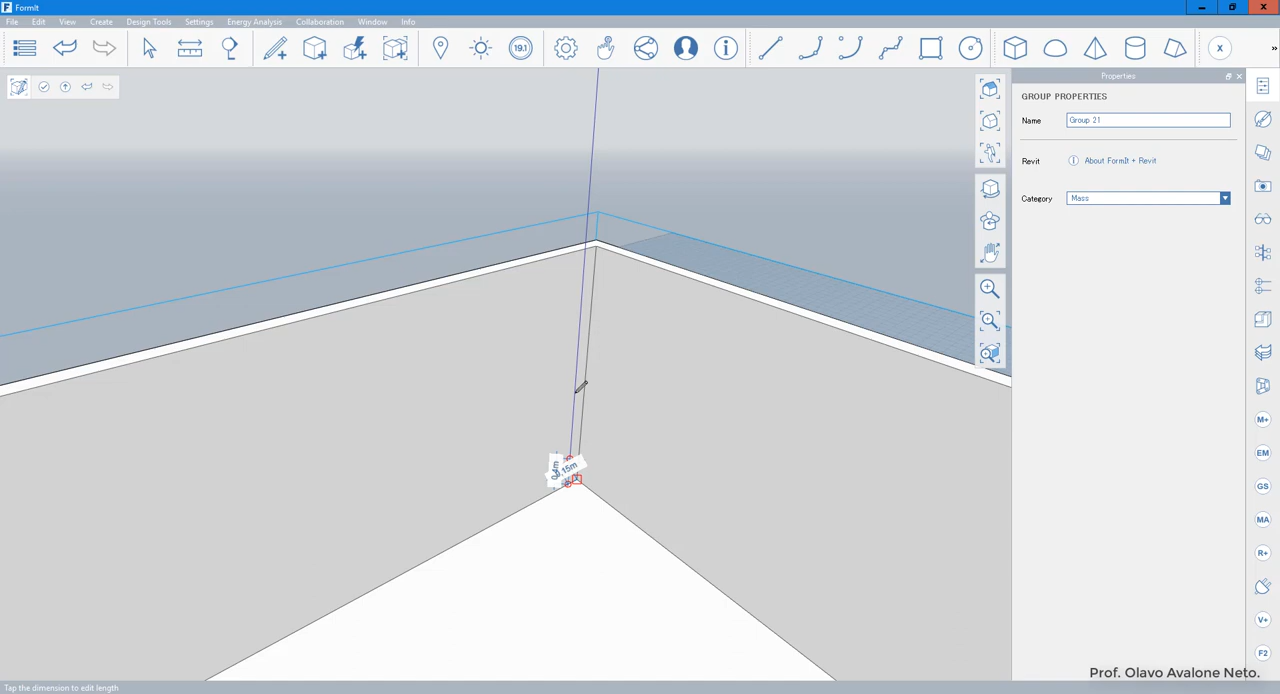 FormIt
File Edit View Create Design Tools Settings Energy Analysis Collaboration Window Info
19.1
X
»
Properties
GROUP PROPERTIES
Name Group 21
Revit About FormIt + Revit
Category Mass
M+
EM
GS
MA
R+
V+
F2
Prof. Olavo Avalone Neto.
Tap the dimension to edit length